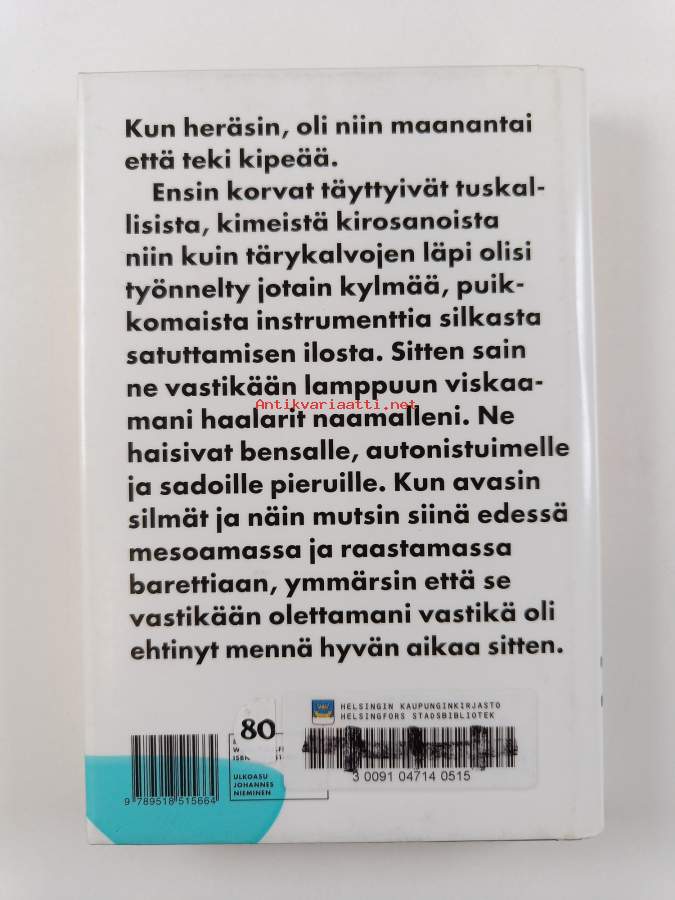 Kun heräsin, oli niin maanantai
että teki kipeää.
Ensin korvat täyttyivät tuskal-
lisista, kimeistä kirosanoista
niin kuin tärykalvojen läpi olisi
työnnelty jotain kylmää, puik-
komaista instrumenttia silkasta
satuttamisen ilosta. Sitten sain
ne vastikään lamppuun viskaa-
Antikvariaatti.net
mani haalarit naamalleni. Ne
haisivat bensalle, autonistuimelle
ja sadoille pieruille. Kun avasin
silmät ja näin mutsin siinä edessä
mesoamassa ja raastamassa
barettiaan, ymmärsin että se
vastikään olettamani vastikä oli
ehtinyt mennä hyvän aikaa sitten.
HELSINGIN KAUPUNGINKIRJASTO
HELSINGFORS STADSBIBLIOTEK
80
ISBN
ULKOASU
JOHANNES
NIEMINEN
3 0091 04714 0515
9 789518 515664